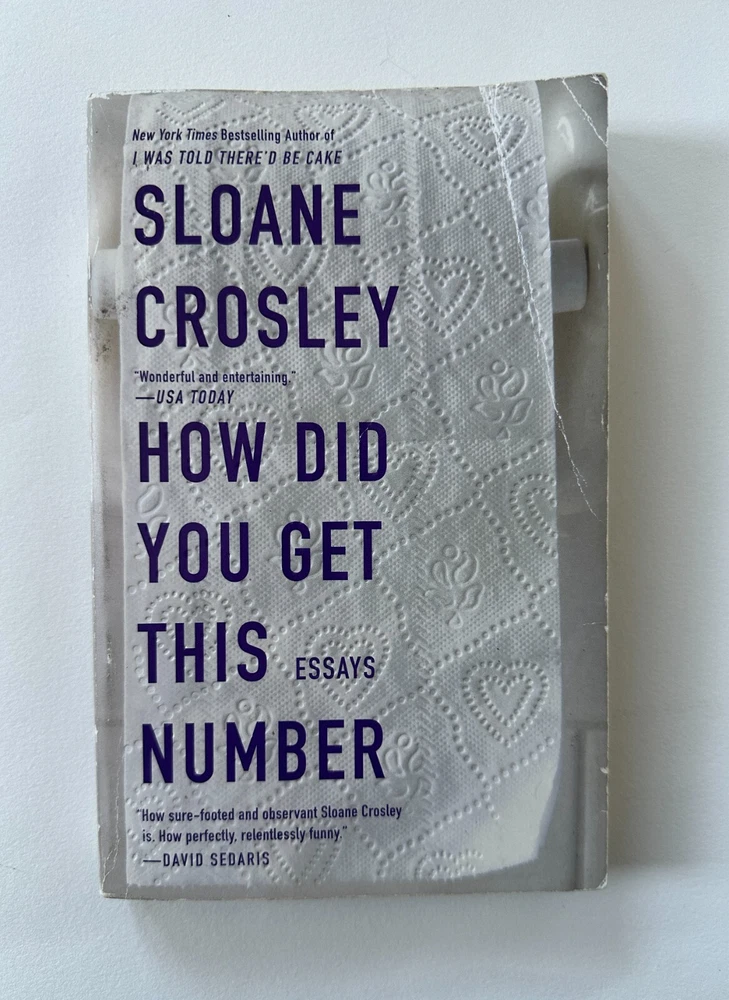 New York Times Bestselling Author of
I WAS TOLD THERE'D BE CAKE
SLOANE
CROSLEY
"Wonderful and entertaining."
—USA TODAY
HOW DID
YOU GET
THIS ESSAYS
NUMBER
"How sure-footed and observant Sloane Crosley
is. How perfectly, relentlessly funny."
—DAVID SEDARIS